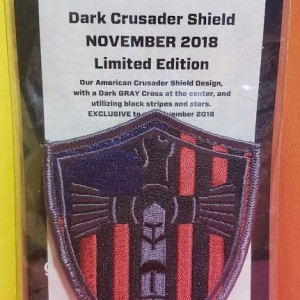 Dark Crusader Shield
NOVEMBER 2018
Limited Edition
Our American Crusader Shield Design,
with a Dark GRAY Cross at the center, and
utilizing black stripes and stars.
EXCLUSIVE to November 2018